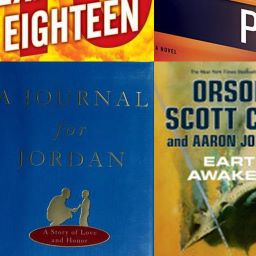 EIGHTEEN
P
A NOVEL
A JOURNAL
for
JORDAN
A Story of Love
and Honor
The New York Times Bestselling
ORSO
SCOTT C
and AARON JO
EART
AWAKE